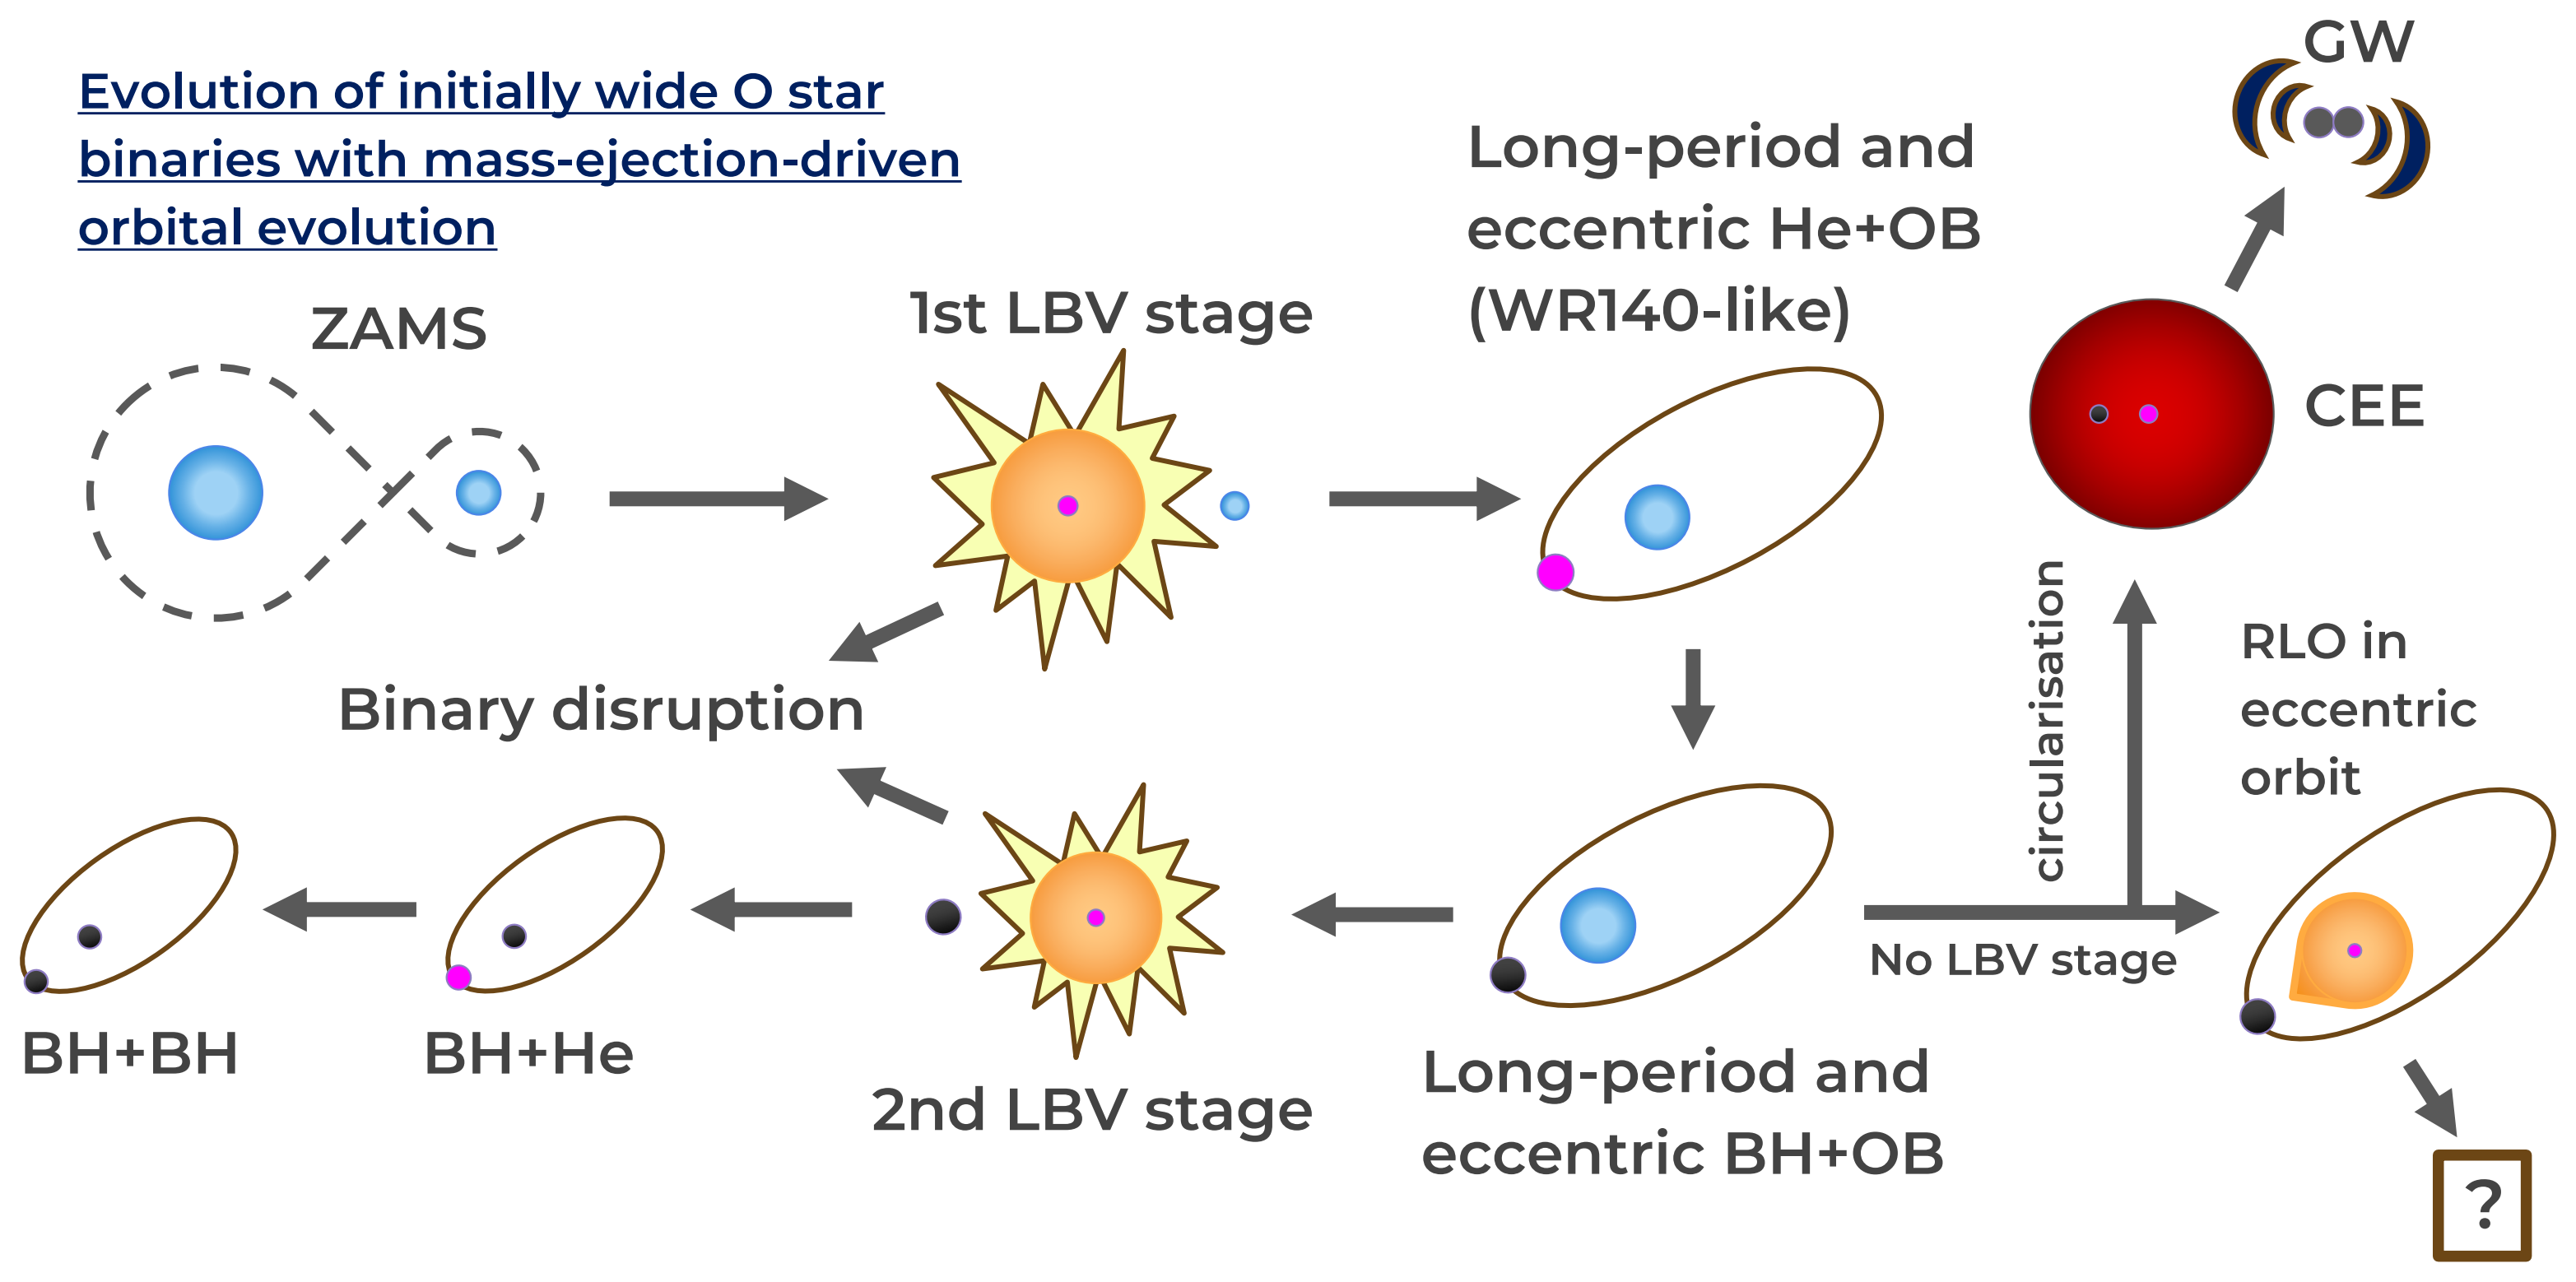 Evolution of initially wide O star
binaries with mass-ejection-driven
orbital evolution
ZAMS
1st LBV stage
Long-period and
eccentric He+OB
(WR140-like)
GW
CEE
circularisation
RLO in
eccentric
orbit
Binary disruption
No LBV stage
BH+BH
BH+He
2nd LBV stage
Long-period and
eccentric BH+OB
?